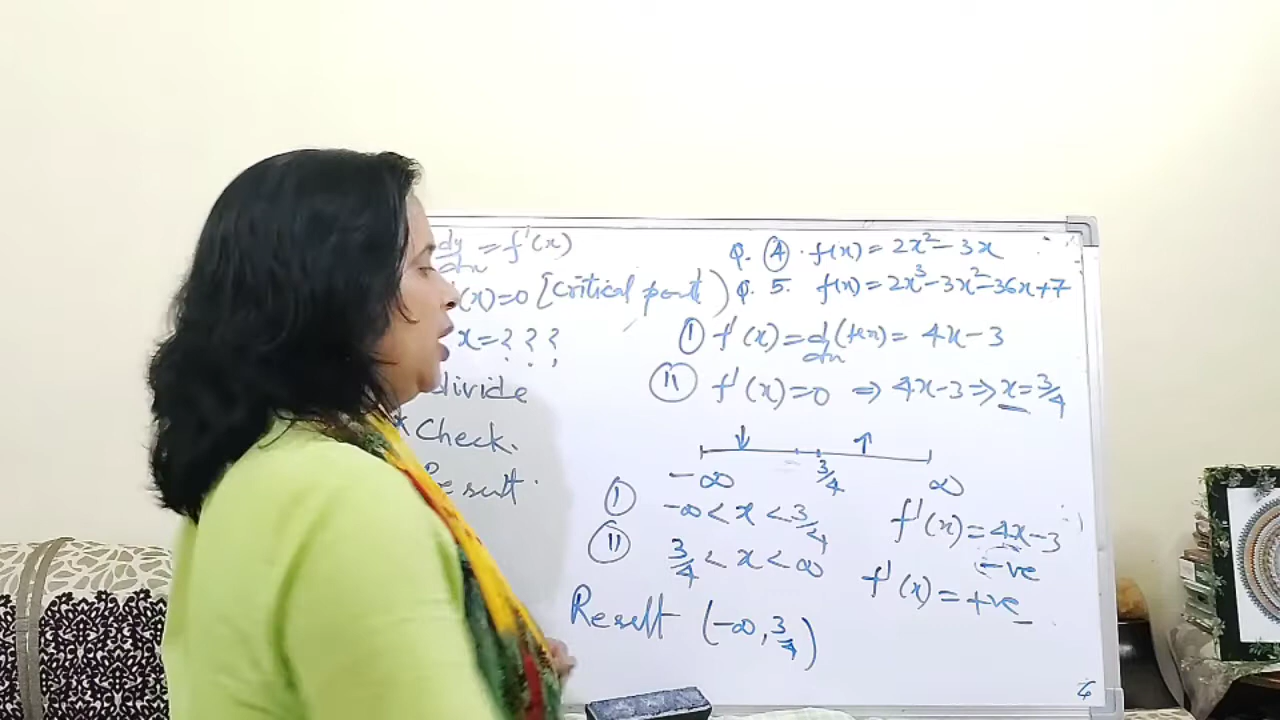 dy/dx = f'(x)
(x)=0 [Critical point]
x=???
divide
* Check.
Result.
Q. ④ . f(x) = 2x² - 3x
Q. 5. f(x) = 2x³-3x²-36x+7
Ⓘ f'(x) = d/dx (f(x)) = 4x-3
Ⓘⓘ f'(x)=0 ⇒ 4x-3 ⇒ x=3/4
↓ ↑
-∞ 3/4 ∞
Ⓘ -∞ < x < 3/4 f'(x) = 4x-3
-ve
Ⓘⓘ 3/4 < x < ∞ f'(x) = +ve
Result (-∞, 3/4)